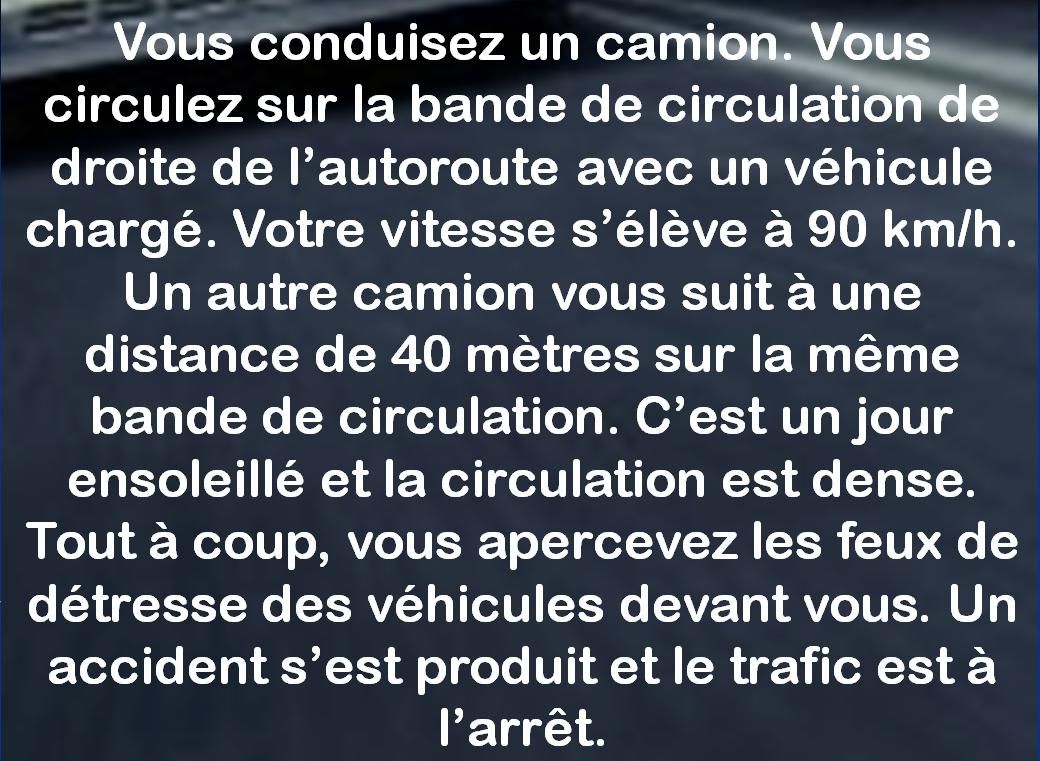 Vous conduisez un camion. Vous
circulez sur la bande de circulation de
droite de l’autoroute avec un véhicule
chargé. Votre vitesse s’élève à 90 km/h.
Un autre camion vous suit à une
distance de 40 mètres sur la même
bande de circulation. C’est un jour
ensoleillé et la circulation est dense.
Tout à coup, vous apercevez les feux de
détresse des véhicules devant vous. Un
accident s’est produit et le trafic est à
l’arrêt.